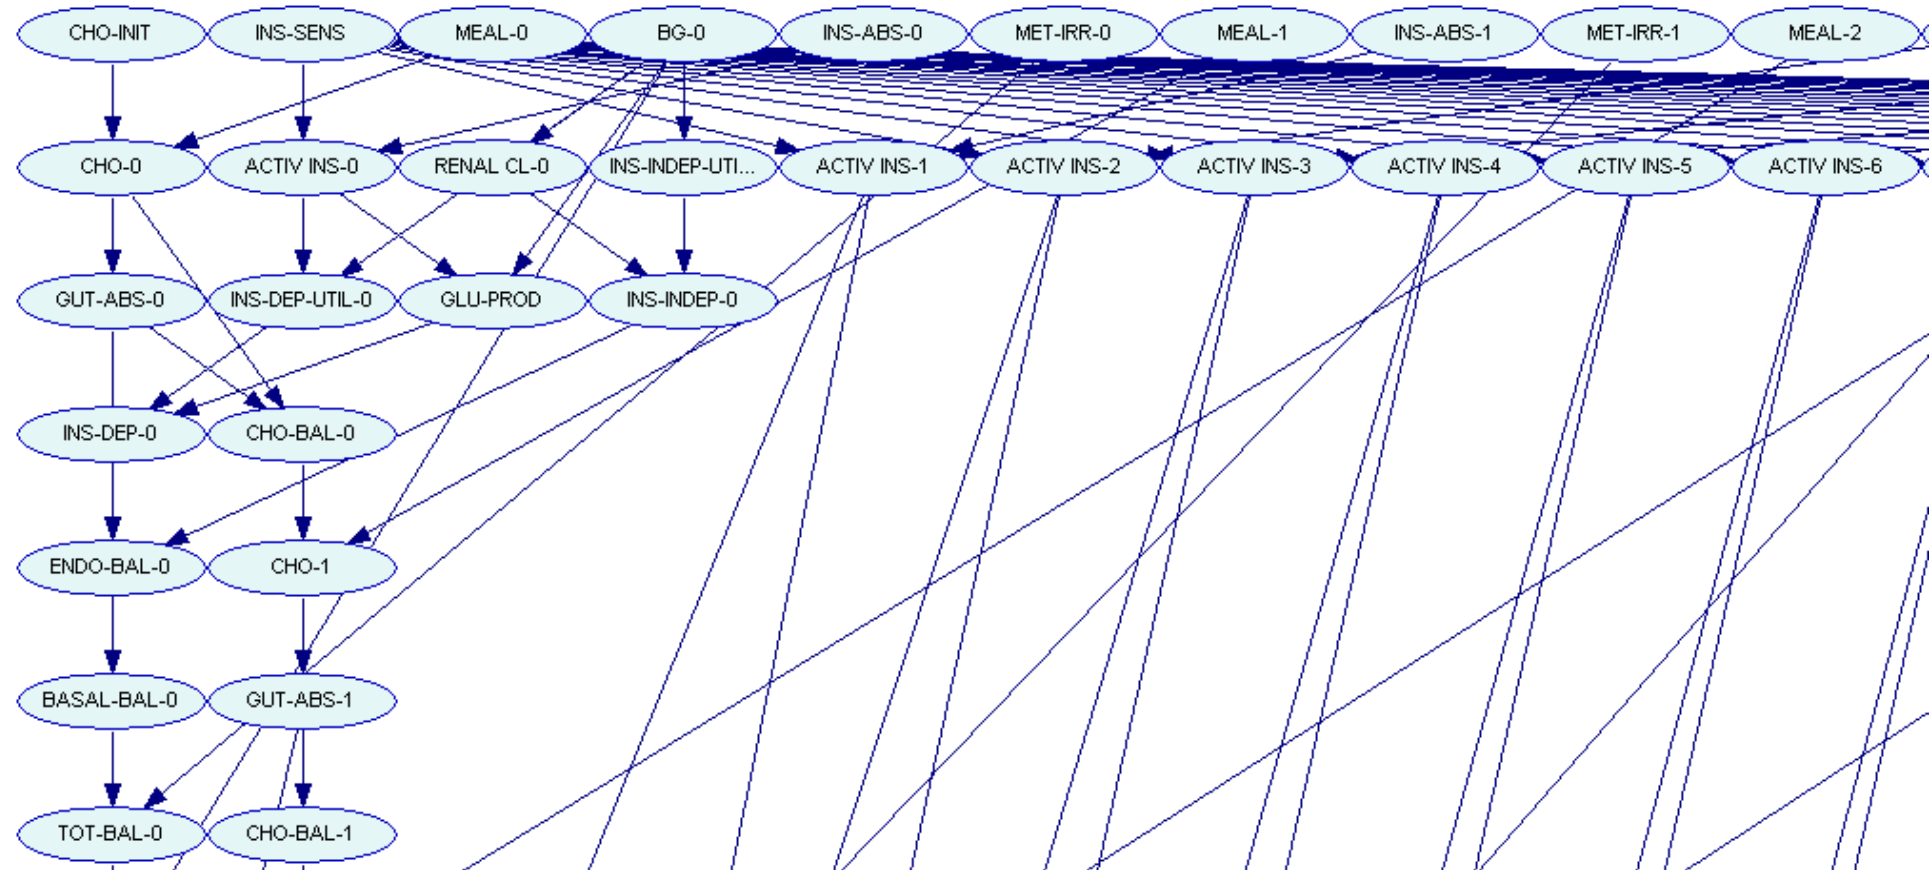 CHO-INIT
INS-SENS
MEAL-0
BG-0
INS-ABS-0
MET-IRR-0
MEAL-1
INS-ABS-1
MET-IRR-1
MEAL-2
CHO-0
ACTIV INS-0
RENAL CL-0
INS-INDEP-UTI...
ACTIV INS-1
ACTIV INS-2
ACTIV INS-3
ACTIV INS-4
ACTIV INS-5
ACTIV INS-6
GUT-ABS-0
INS-DEP-UTIL-0
GLU-PROD
INS-INDEP-0
INS-DEP-0
CHO-BAL-0
ENDO-BAL-0
CHO-1
BASAL-BAL-0
GUT-ABS-1
TOT-BAL-0
CHO-BAL-1